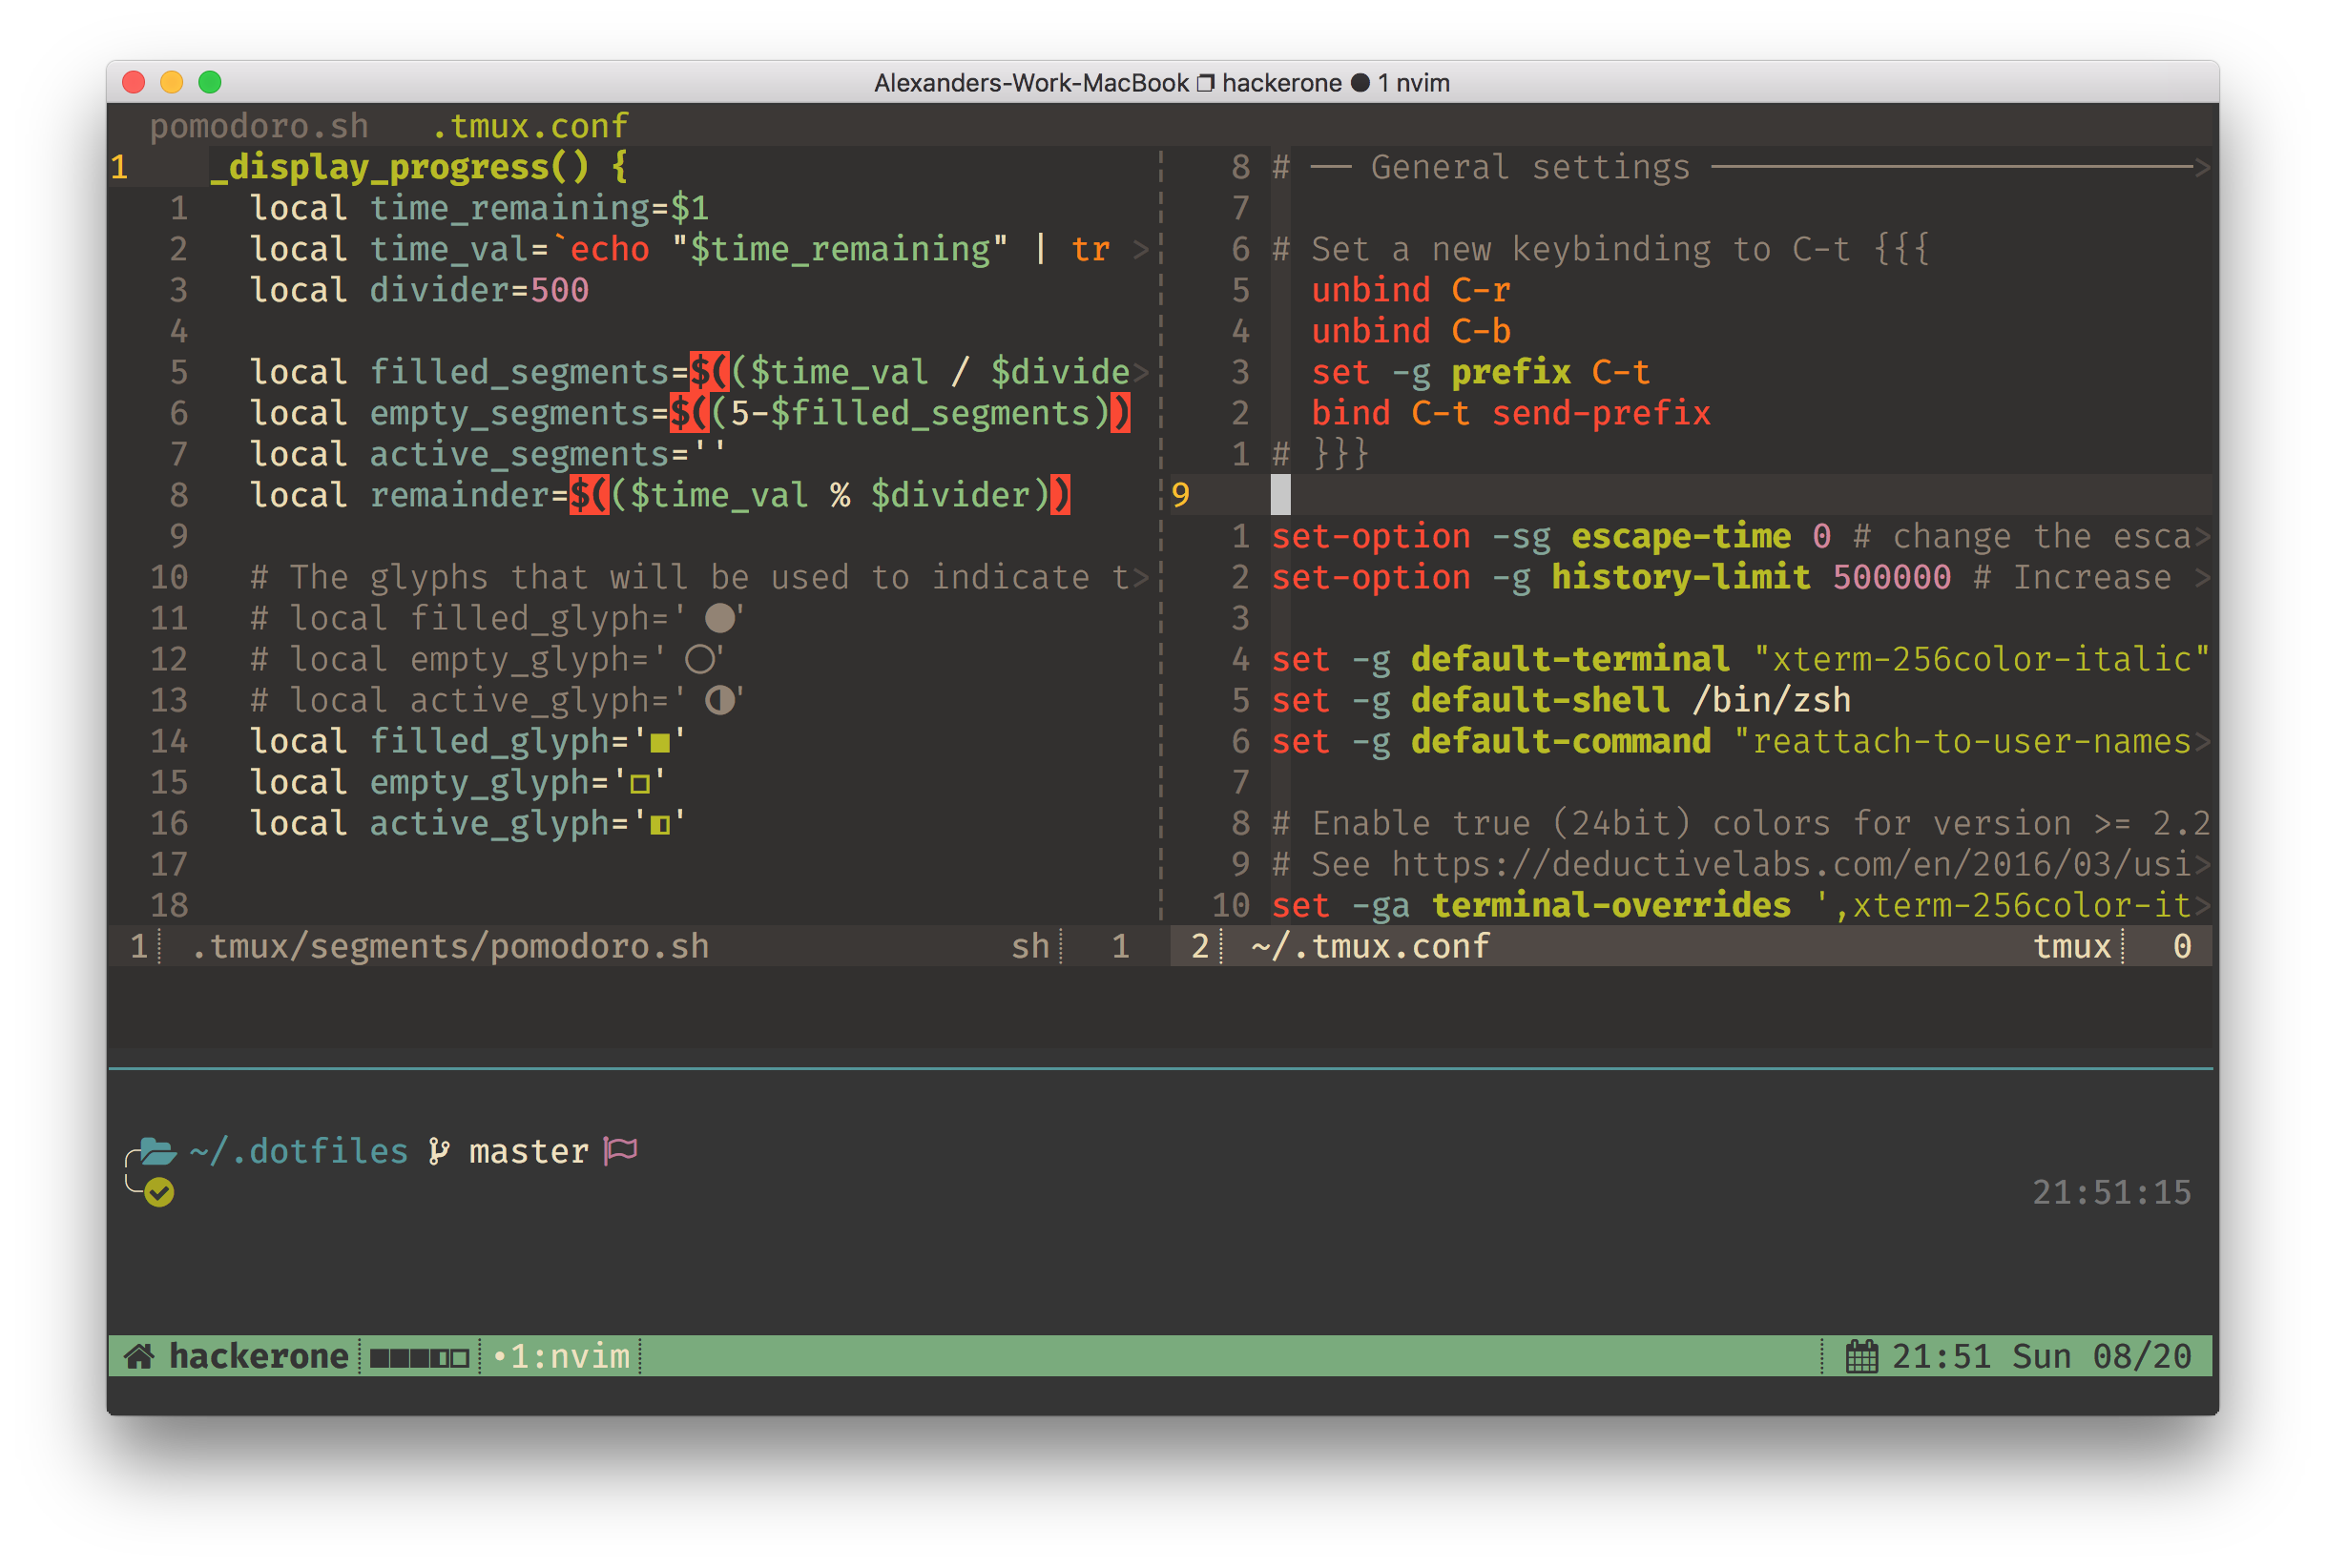 Alexanders-Work-MacBook ❐ hackerone ● 1 nvim
pomodoro.sh .tmux.conf
1 _display_progress() {
1 local time_remaining=$1
2 local time_val=`echo "$time_remaining" | tr >
3 local divider=500
4
5 local filled_segments=$(($time_val / $divide>
6 local empty_segments=$((5-$filled_segments))
7 local active_segments=''
8 local remainder=$(($time_val % $divider))
9
10 # The glyphs that will be used to indicate t>
11 # local filled_glyph=' ⬤'
12 # local empty_glyph=' ◯'
13 # local active_glyph=' ◑'
14 local filled_glyph='■'
15 local empty_glyph='□'
16 local active_glyph='◧'
17
18
1 .tmux/segments/pomodoro.sh sh 1
8 # ── General settings ────────────────────────>
7
6 # Set a new keybinding to C-t {{{
5 unbind C-r
4 unbind C-b
3 set -g prefix C-t
2 bind C-t send-prefix
1 # }}}
9
1 set-option -sg escape-time 0 # change the esca>
2 set-option -g history-limit 500000 # Increase >
3
4 set -g default-terminal "xterm-256color-italic"
5 set -g default-shell /bin/zsh
6 set -g default-command "reattach-to-user-names>
7
8 # Enable true (24bit) colors for version >= 2.2
9 # See https://deductivelabs.com/en/2016/03/usi>
10 set -ga terminal-overrides ',xterm-256color-it>
2 ~/.tmux.conf tmux 0
~/.dotfiles master
21:51:15
hackerone ■■■◧□ •1:nvim 21:51 Sun 08/20